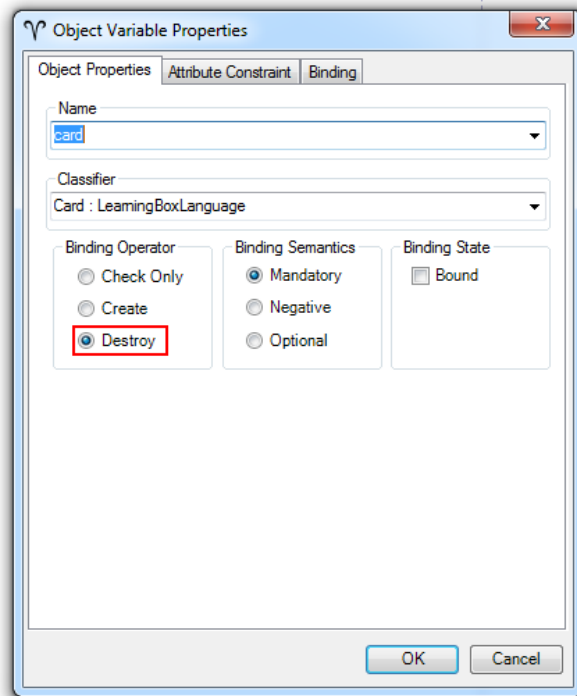 Object Variable Properties
Object Properties Attribute Constraint Binding
Name
card
Classifier
Card : LearningBoxLanguage
Binding Operator Binding Semantics Binding State
Check Only Mandatory Bound
Create Negative
Destroy Optional
OK Cancel